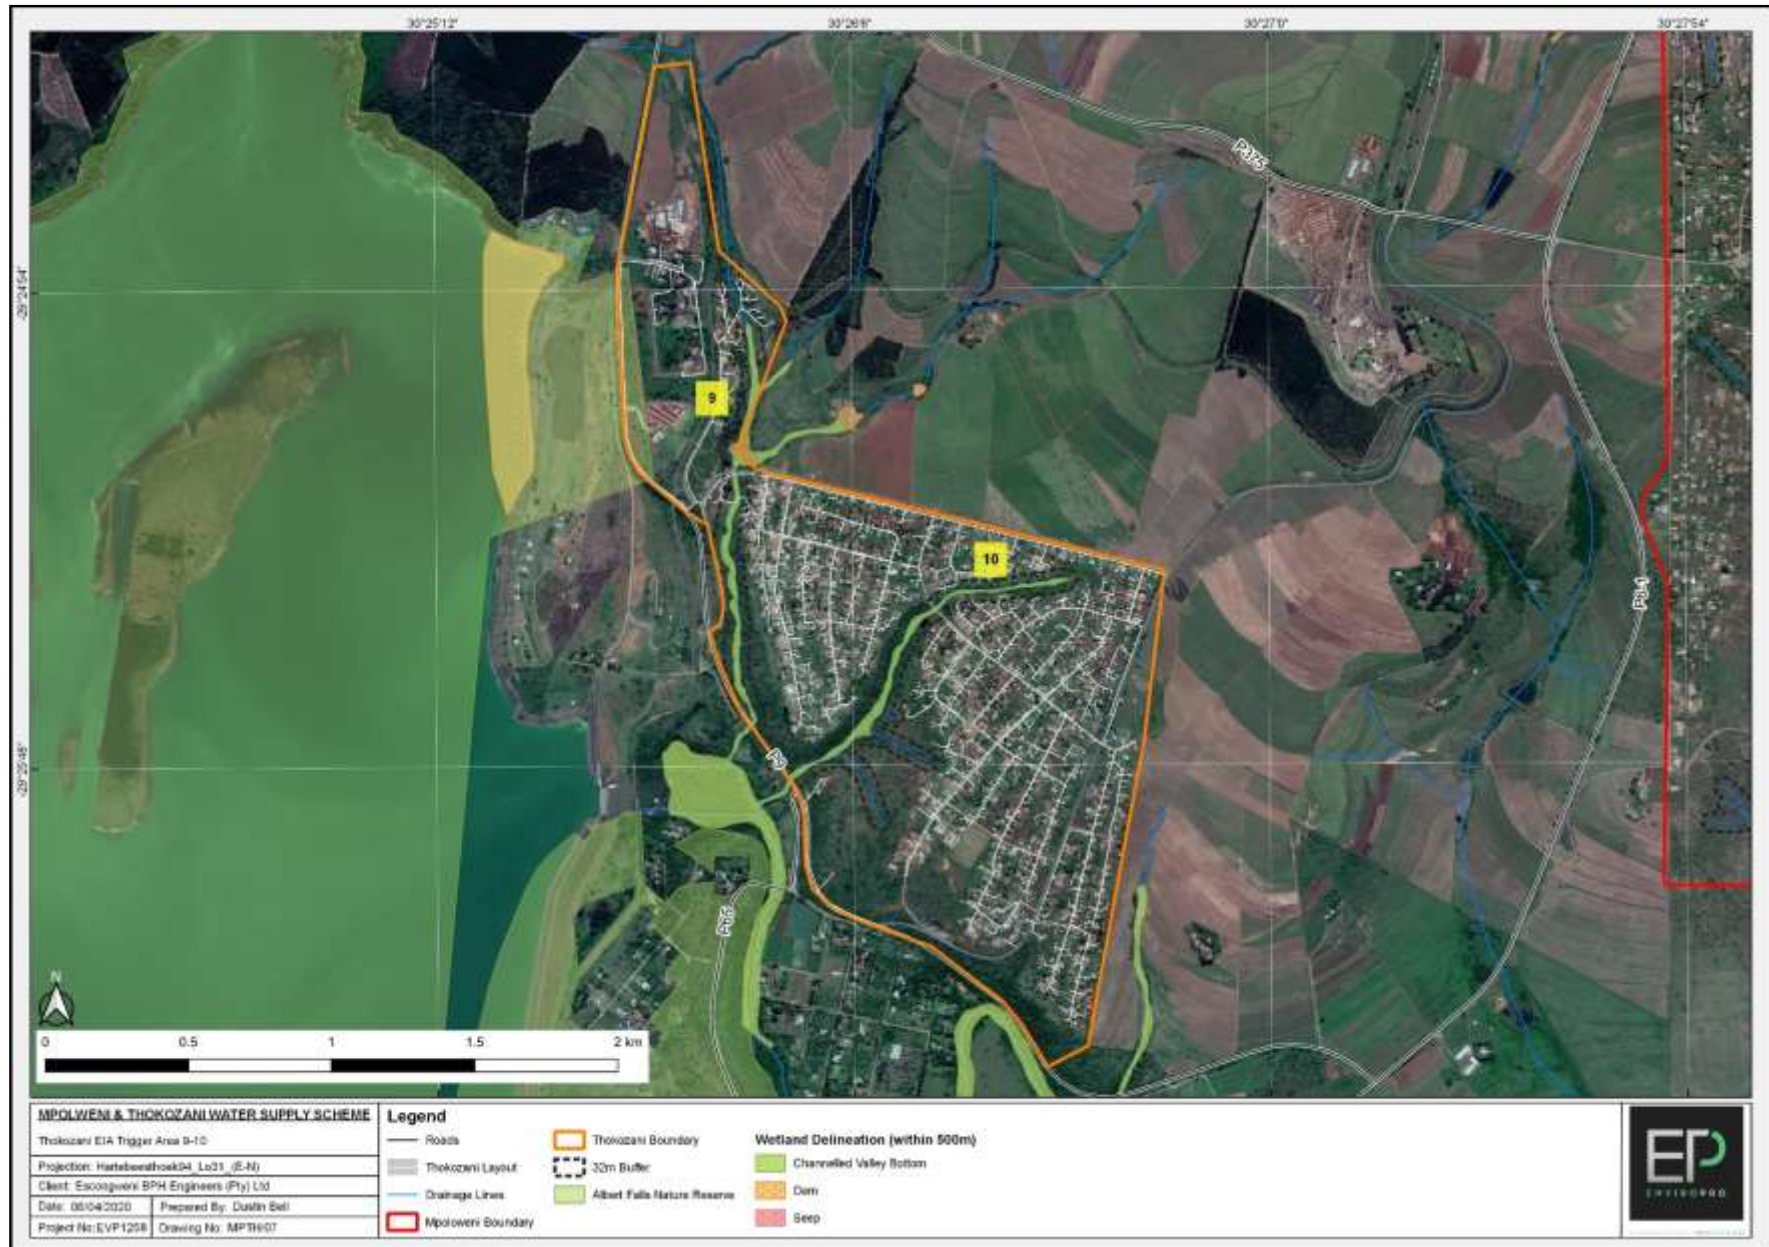 30°25'12"
30°26'6"
30°27'0"
30°27'54"
-29°24'54"
-29°25'48"
P375
P6-1
9
10
P65
N
0 0.5 1 1.5 2 km
MPOLWENI & THOKOZANI WATER SUPPLY SCHEME
Thokozani EIA Trigger Area 9-10
Projection: Hartebeesthoek94_Lo31_(E-N)
Client: Escongweni BPH Engineers (Pty) Ltd
Date: 08/04/2020 Prepared By: Dustin Bell
Project No:EVP1258 Drawing No: MPTH/07
Legend
Roads
Thokozani Layout
Drainage Lines
Mpoloweni Boundary
Thokozani Boundary
32m Buffer
Albert Falls Nature Reserve
Wetland Delineation (within 500m)
Channelled Valley Bottom
Dam
Seep
EP
ENVIROPRO